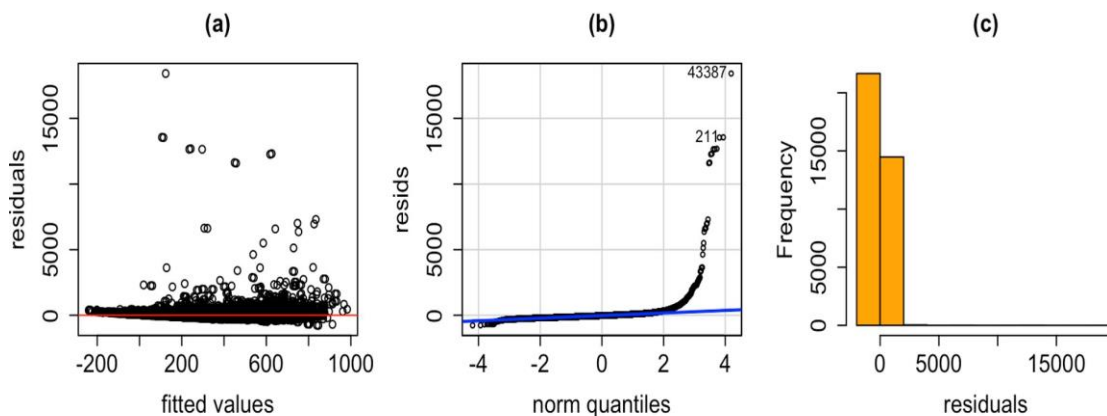 (a)
residuals
0
5000
15000
-200
200
400
600
1000
fitted values
(b)
resids
0
5000
15000
43387
211
-4
-2
0
2
4
norm quantiles
(c)
Frequency
0
5000
15000
0
5000
15000
residuals